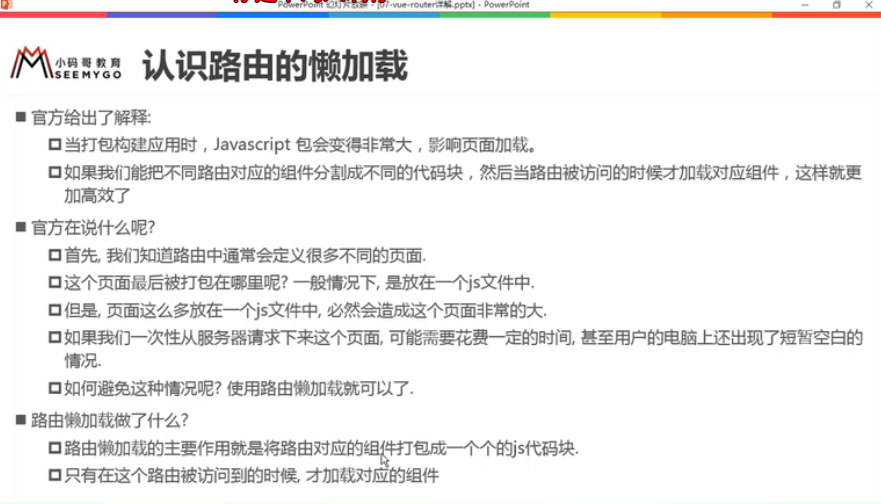 PowerPoint 幻灯片放映 - [07-vue-router详解.pptx] - PowerPoint
小码哥教育
SEEMYGO
认识路由的懒加载
官方给出了解释:
当打包构建应用时，Javascript 包会变得非常大，影响页面加载。
如果我们能把不同路由对应的组件分割成不同的代码块，然后当路由被访问的时候才加载对应组件，这样就更
加高效了
官方在说什么呢?
首先, 我们知道路由中通常会定义很多不同的页面.
这个页面最后被打包在哪里呢? 一般情况下, 是放在一个js文件中.
但是, 页面这么多放在一个js文件中, 必然会造成这个页面非常的大.
如果我们一次性从服务器请求下来这个页面, 可能需要花费一定的时间, 甚至用户的电脑上还出现了短暂空白的
情况.
如何避免这种情况呢? 使用路由懒加载就可以了.
路由懒加载做了什么?
路由懒加载的主要作用就是将路由对应的组件打包成一个个的js代码块.
只有在这个路由被访问到的时候, 才加载对应的组件